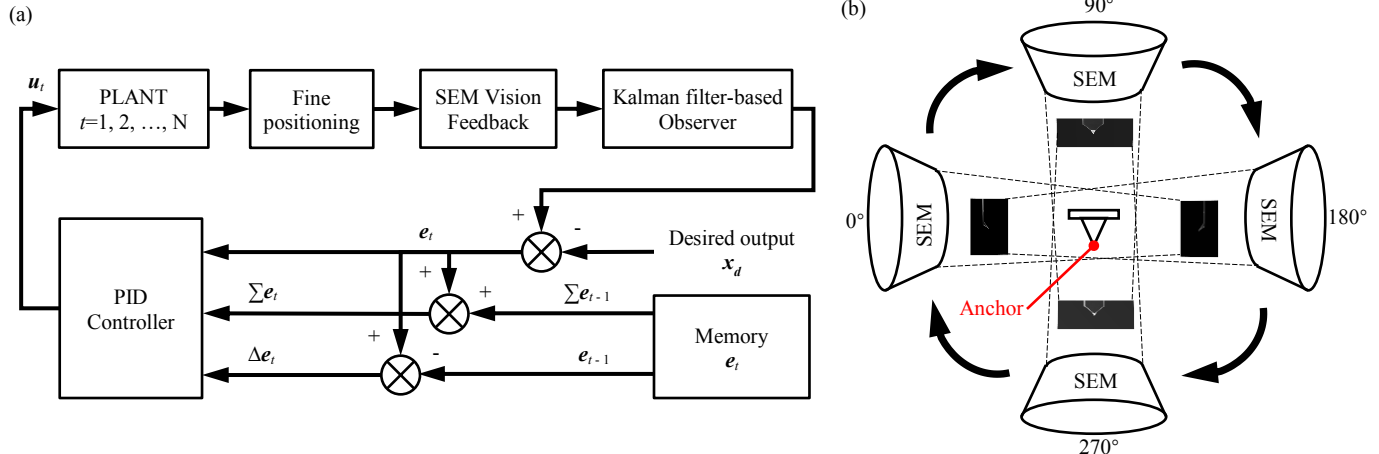 (a)
u_t
PLANT
t=1, 2, …, N
Fine
positioning
SEM Vision
Feedback
Kalman filter-based
Observer
+
-
e_t
Desired output
x_d
PID
Controller
+
∑e_t
+
∑e_{t-1}
Memory
e_t
+
Δe_t
-
e_{t-1}
(b)
90°
SEM
0°
SEM
SEM
180°
Anchor
SEM
270°